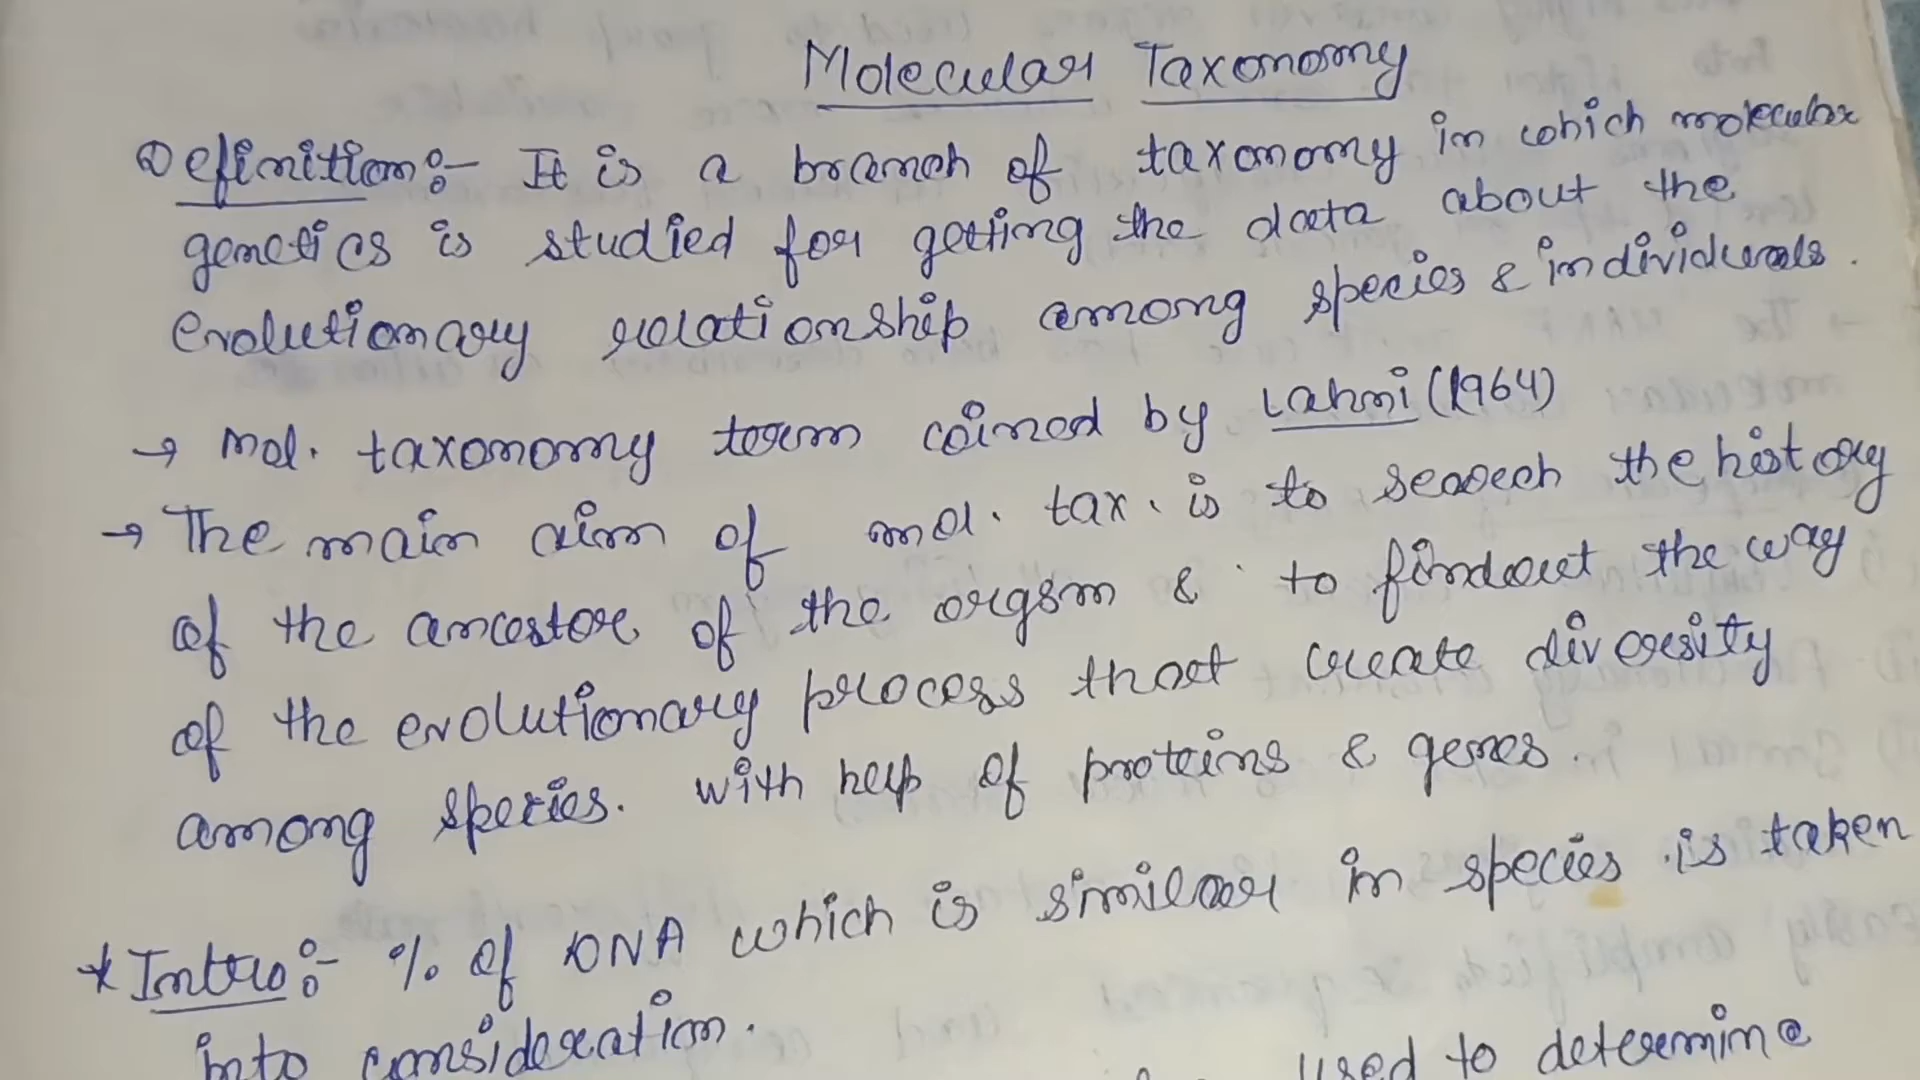 Molecular Taxonomy
Definition:- It is a branch of taxonomy in which molecular
genetics is studied for getting the data about the
evolutionary relationship among species & individuals.
→ mol. taxonomy term coined by Lahni (1964)
→ The main aim of mol. tax. is to search the history
of the ancestor of the orgsm & to findout the way
of the evolutionary process that create diversity
among species. with help of proteins & genes.
* Intro:- % of DNA which is similar in species is taken
into consideration.
used to determine